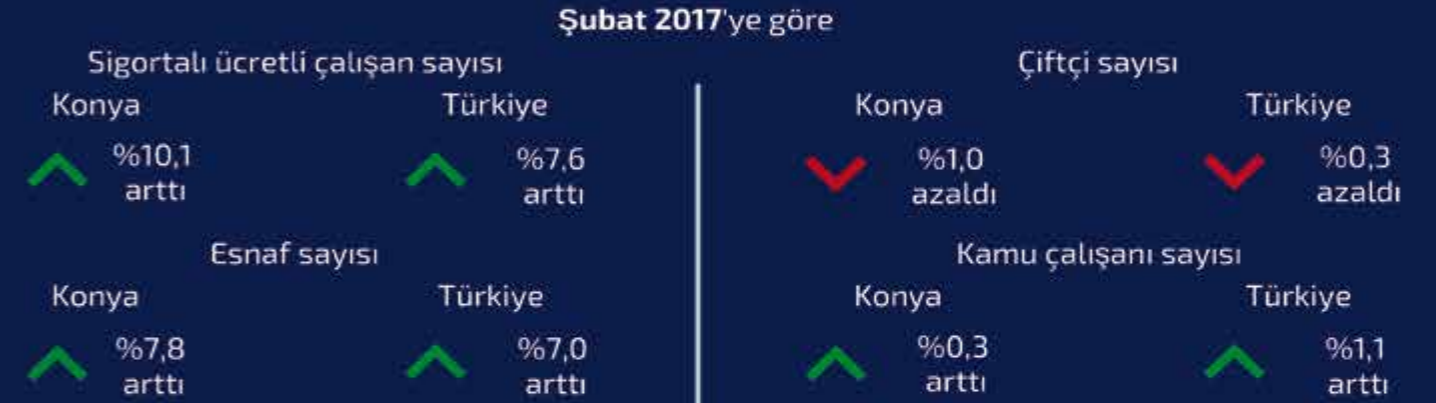 Şubat 2017'ye göre
Sigortalı ücretli çalışan sayısı
Konya Türkiye
%10,1 %7,6
arttı arttı
Esnaf sayısı
Konya Türkiye
%7,8 %7,0
arttı arttı
Çiftçi sayısı
Konya Türkiye
%1,0 %0,3
azaldı azaldı
Kamu çalışanı sayısı
Konya Türkiye
%0,3 %1,1
arttı arttı